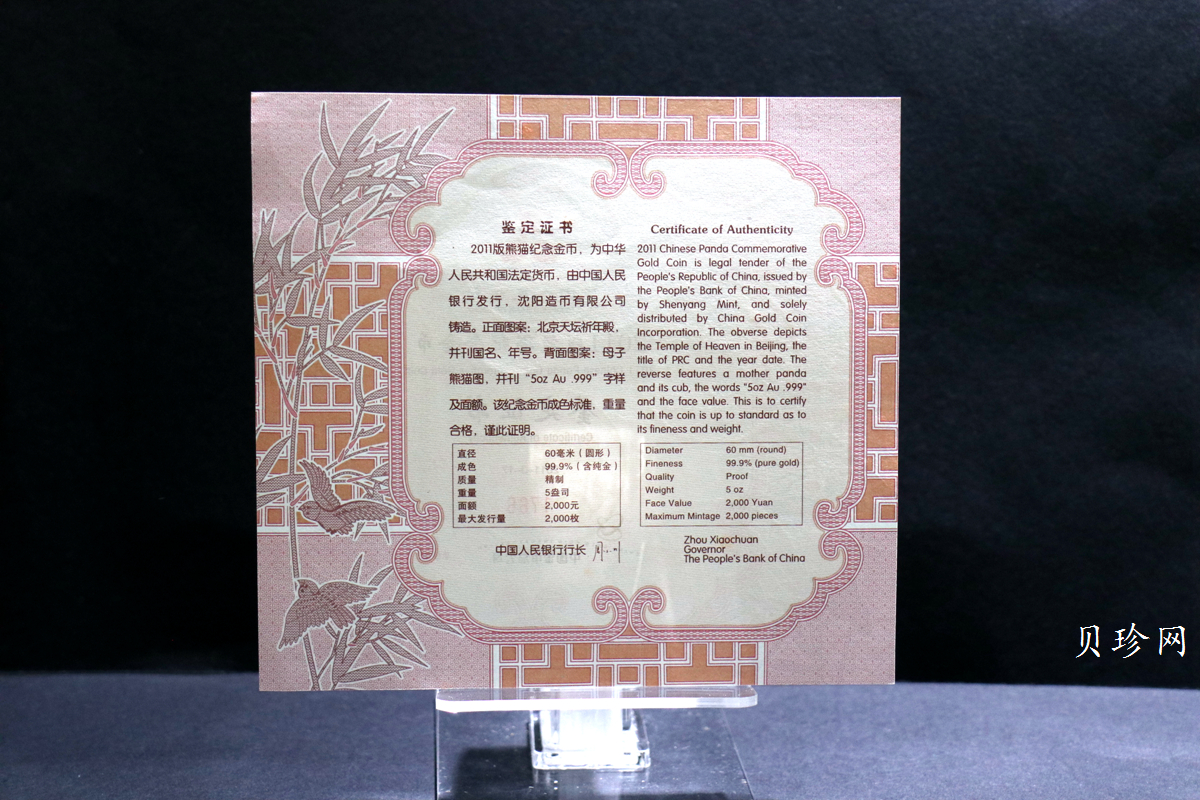 鉴定证书
2011版熊猫纪念金币，为中华
人民共和国法定货币，由中国人民
银行发行，沈阳造币有限公司
铸造。正面图案：北京天坛祈年殿，
并刊国名、年号。背面图案：母子
熊猫图，并刊“5oz Au .999”字样
及面额。该纪念金币成色标准，重量
合格，谨此证明。
直径 60毫米（圆形）
成色 99.9%（含纯金）
质量 精制
重量 5盎司
面额 2,000元
最大发行量 2,000枚
中国人民银行行长
Certificate of Authenticity
2011 Chinese Panda Commemorative
Gold Coin is legal tender of the
People's Republic of China, issued by
the People's Bank of China, minted
by Shenyang Mint, and solely
distributed by China Gold Coin
Incorporation. The obverse depicts
the Temple of Heaven in Beijing, the
title of PRC and the year date. The
reverse features a mother panda
and its cub, the words "5oz Au .999"
and the face value. This is to certify
that the coin is up to standard as to
its fineness and weight.
Diameter 60 mm (round)
Fineness 99.9% (pure gold)
Quality Proof
Weight 5 oz
Face Value 2,000 Yuan
Maximum Mintage 2,000 pieces
Zhou Xiaochuan
Governor
The People's Bank of China
贝珍网